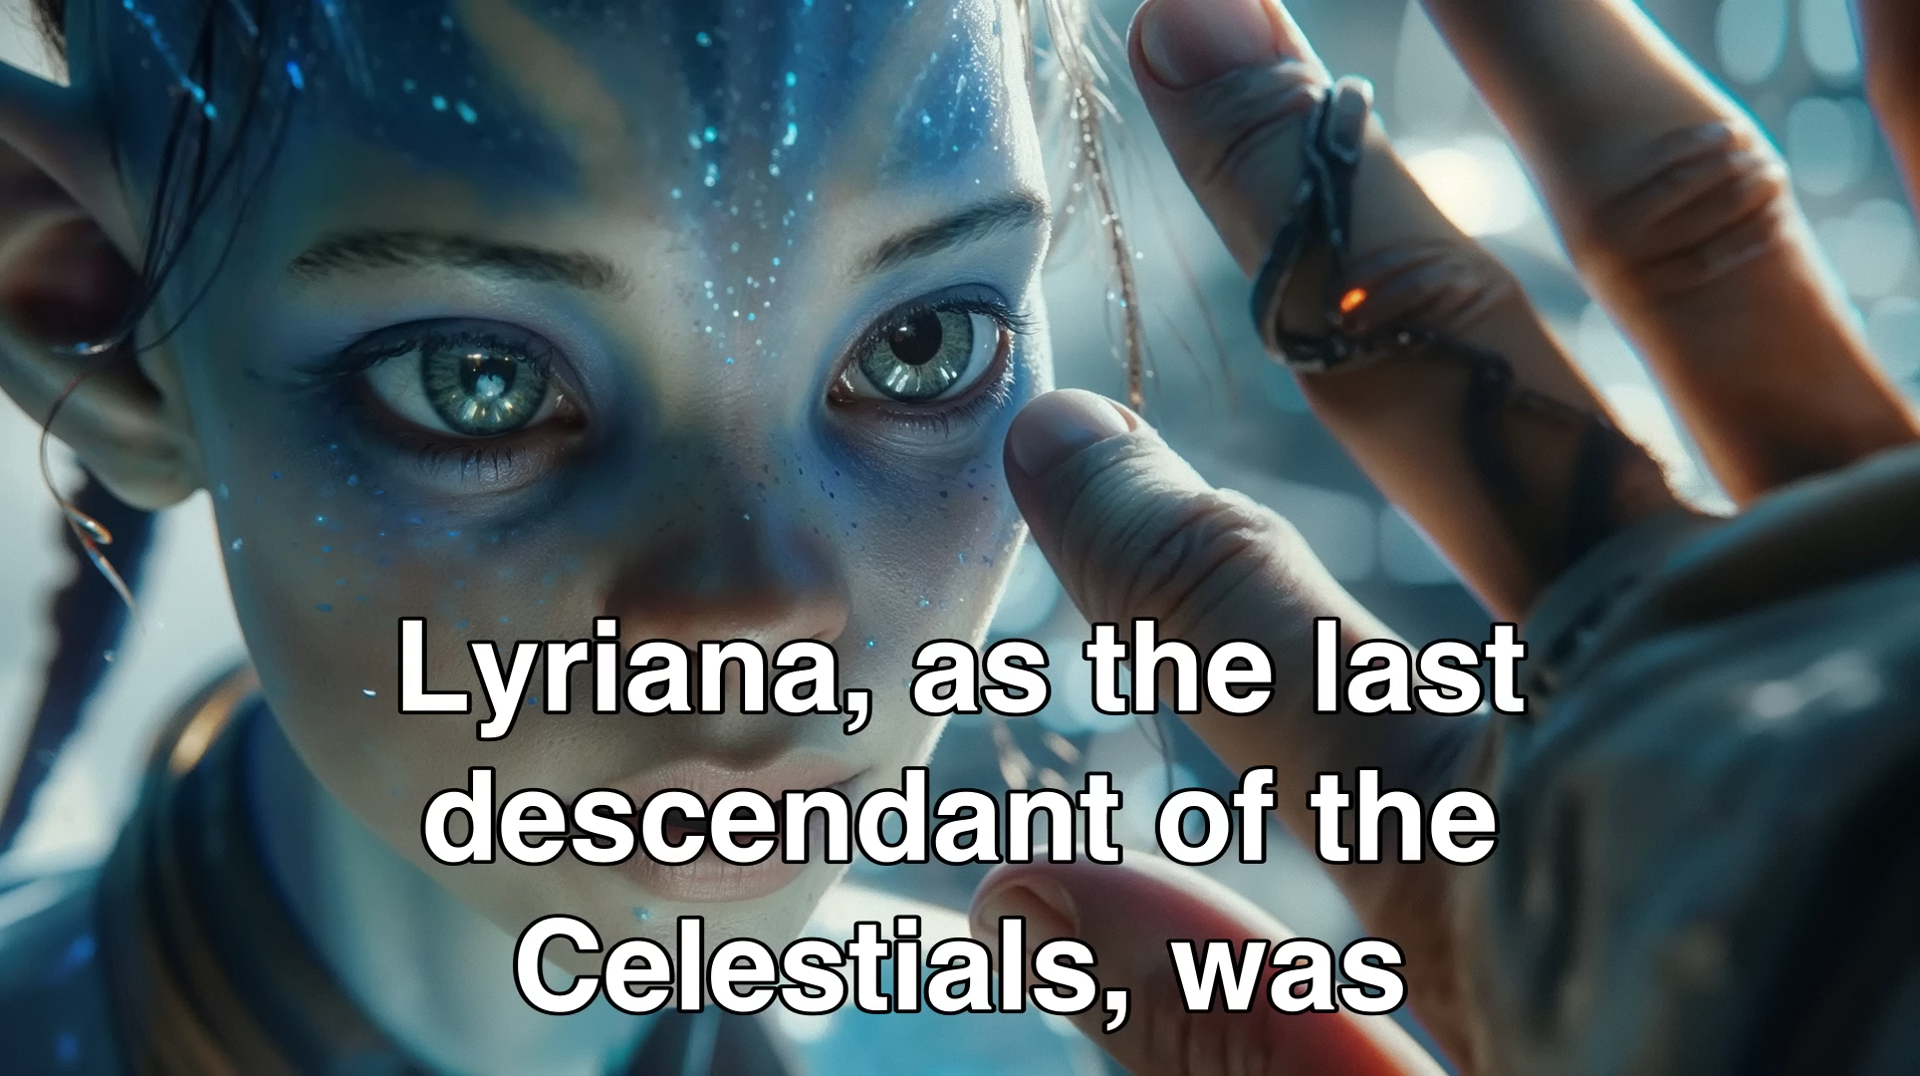 Lyriana, as the last
descendant of the
Celestials, was